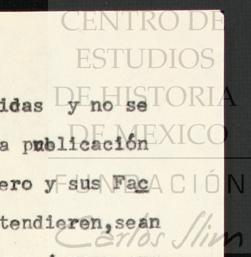 CENTRO DE
ESTUDIOS
idas y no se
DE HISTORIA
a publicación
DE MEXICO
ero y sus Fac
FUNDACIÓN
tendieren, sean
Carlos Slim